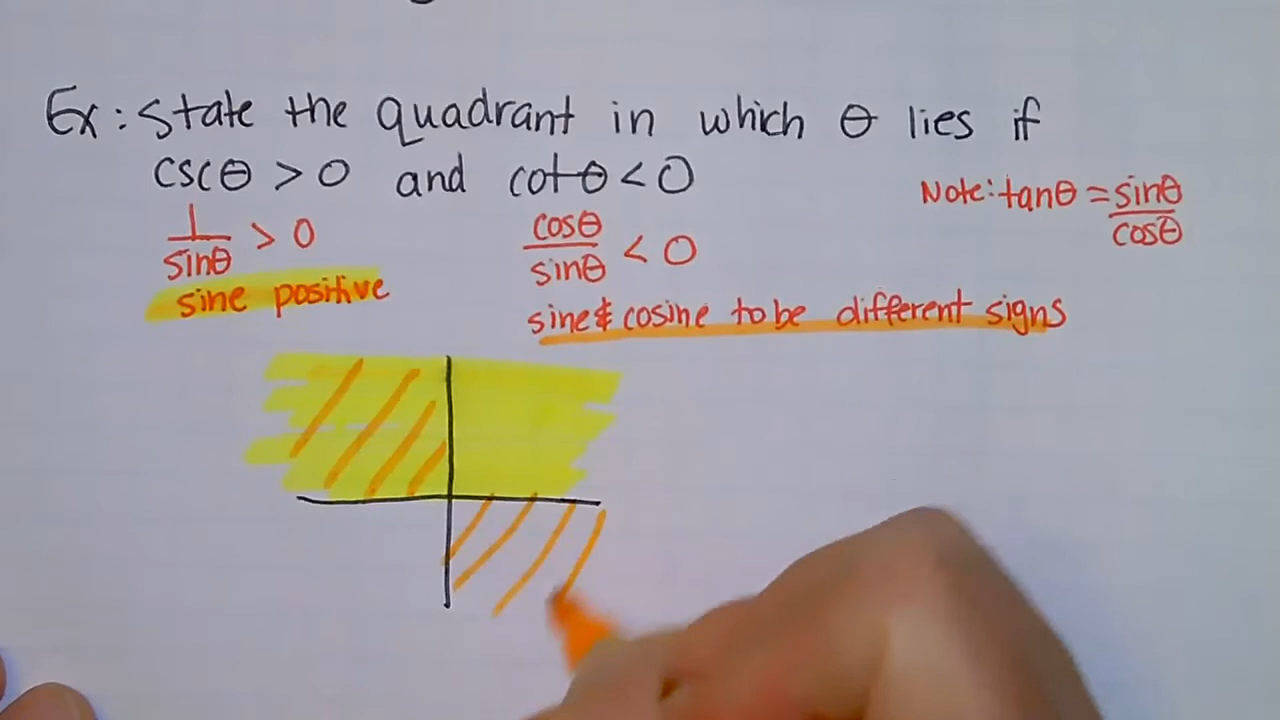 Ex: State the quadrant in which θ lies if
cscθ > 0 and cotθ < 0
Note: tanθ = sinθ/cosθ
1/sinθ > 0
cosθ/sinθ < 0
sine positive
sine & cosine to be different signs